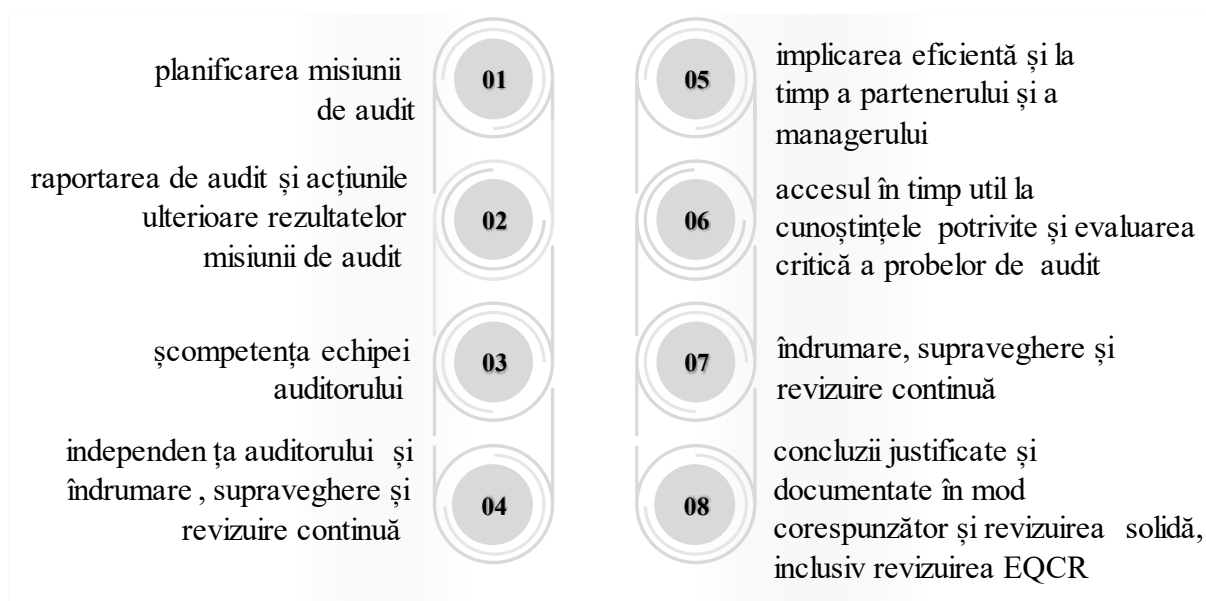 planificarea misiunii
de audit
01
raportarea de audit și acțiunile
ulterioare rezultatelor
misiunii de audit
02
șcompetența echipei
auditorului
03
independen ța auditorului și
îndrumare , supraveghere și
revizuire continuă
04
05
implicarea eficientă și la
timp a partenerului și a
managerului
06
accesul în timp util la
cunoștințele potrivite și evaluarea
critică a probelor de audit
07
îndrumare, supraveghere și
revizuire continuă
08
concluzii justificate și
documentate în mod
corespunzător și revizuirea solidă,
inclusiv revizuirea EQCR